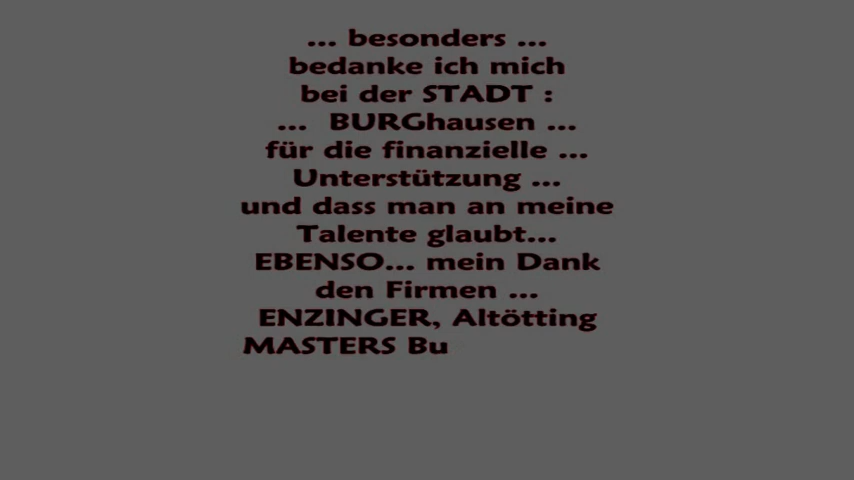 ... besonders ...
bedanke ich mich
bei der STADT :
... BURGhausen ...
für die finanzielle ...
Unterstützung ...
und dass man an meine
Talente glaubt...
EBENSO... mein Dank
den Firmen ...
ENZINGER, Altötting
MASTERS Bu